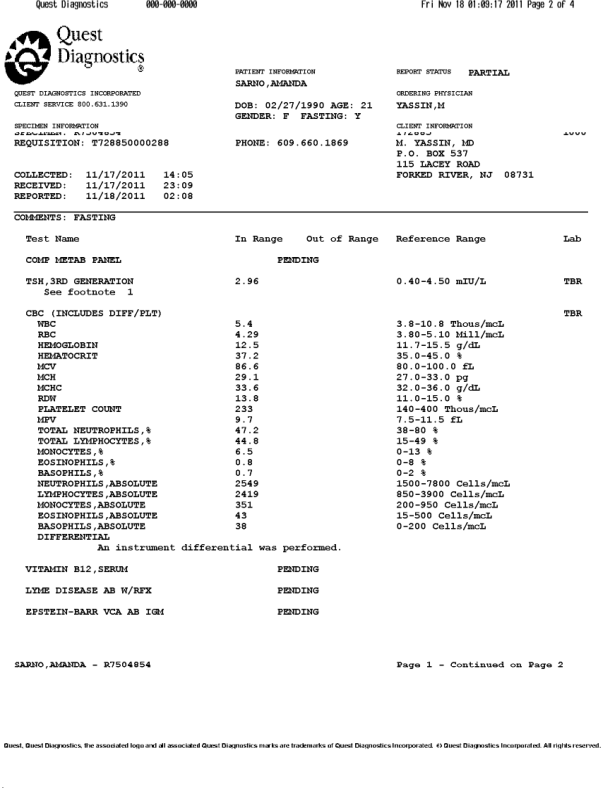 Quest Diagnostics 000-000-0000 Fri Nov 18 01:09:17 2011 Page 2 of 4
Quest
Diagnostics
®
PATIENT INFORMATION REPORT STATUS PARTIAL
SARNO,AMANDA
QUEST DIAGNOSTICS INCORPORATED ORDERING PHYSICIAN
CLIENT SERVICE 800.631.1390 DOB: 02/27/1990 AGE: 21 YASSIN,M
GENDER: F FASTING: Y
SPECIMEN INFORMATION CLIENT INFORMATION
SPECIMEN: R7504854 172885 1000
REQUISITION: T728850000288 PHONE: 609.660.1869 M. YASSIN, MD
P.O. BOX 537
115 LACEY ROAD
COLLECTED: 11/17/2011 14:05 FORKED RIVER, NJ 08731
RECEIVED: 11/17/2011 23:09
REPORTED: 11/18/2011 02:08
COMMENTS: FASTING
Test Name In Range Out of Range Reference Range Lab
COMP METAB PANEL PENDING
TSH,3RD GENERATION 2.96 0.40-4.50 mIU/L TBR
See footnote 1
CBC (INCLUDES DIFF/PLT) TBR
WBC 5.4 3.8-10.8 Thous/mcL
RBC 4.29 3.80-5.10 Mill/mcL
HEMOGLOBIN 12.5 11.7-15.5 g/dL
HEMATOCRIT 37.2 35.0-45.0 %
MCV 86.6 80.0-100.0 fL
MCH 29.1 27.0-33.0 pg
MCHC 33.6 32.0-36.0 g/dL
RDW 13.8 11.0-15.0 %
PLATELET COUNT 233 140-400 Thous/mcL
MPV 9.7 7.5-11.5 fL
TOTAL NEUTROPHILS,% 47.2 38-80 %
TOTAL LYMPHOCYTES,% 44.8 15-49 %
MONOCYTES,% 6.5 0-13 %
EOSINOPHILS,% 0.8 0-8 %
BASOPHILS,% 0.7 0-2 %
NEUTROPHILS,ABSOLUTE 2549 1500-7800 Cells/mcL
LYMPHOCYTES,ABSOLUTE 2419 850-3900 Cells/mcL
MONOCYTES,ABSOLUTE 351 200-950 Cells/mcL
EOSINOPHILS,ABSOLUTE 43 15-500 Cells/mcL
BASOPHILS,ABSOLUTE 38 0-200 Cells/mcL
DIFFERENTIAL
An instrument differential was performed.
VITAMIN B12,SERUM PENDING
LYME DISEASE AB W/RFX PENDING
EPSTEIN-BARR VCA AB IGM PENDING
SARNO,AMANDA - R7504854 Page 1 - Continued on Page 2
Quest, Quest Diagnostics, the associated logo and all associated Quest Diagnostics marks are trademarks of Quest Diagnostics Incorporated. © Quest Diagnostics Incorporated. All rights reserved.